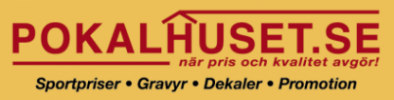 POKALHUSET.SE
när pris och kvalitet avgör!
Sportpriser • Gravyr • Dekaler • Promotion